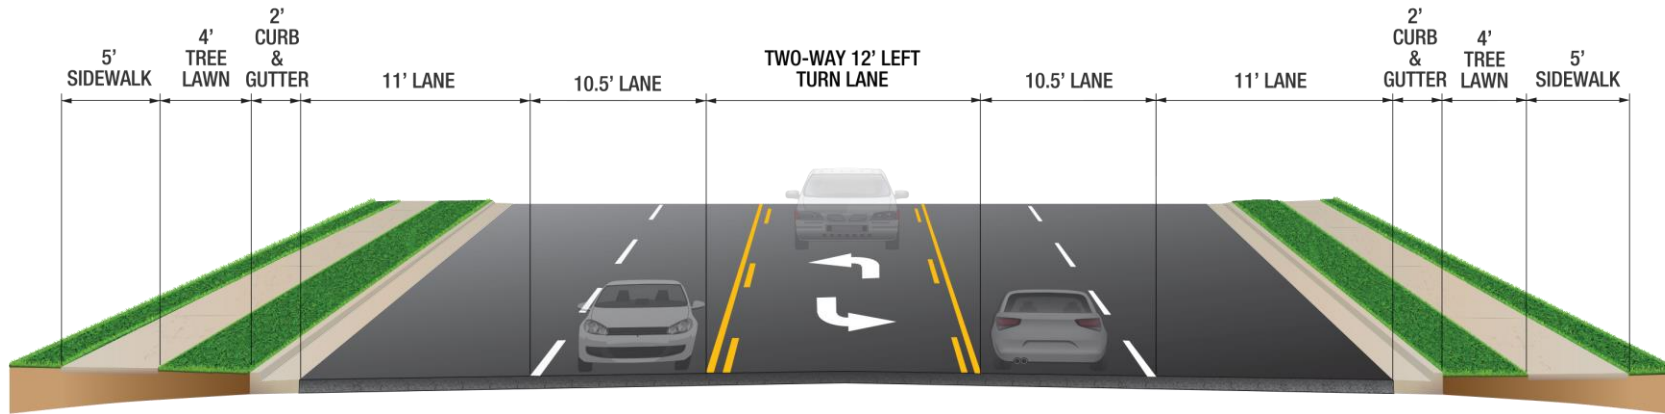 5'
SIDEWALK
4'
TREE
LAWN
2'
CURB
&
GUTTER
11' LANE
10.5' LANE
TWO-WAY 12' LEFT
TURN LANE
10.5' LANE
11' LANE
2'
CURB
&
GUTTER
4'
TREE
LAWN
5'
SIDEWALK